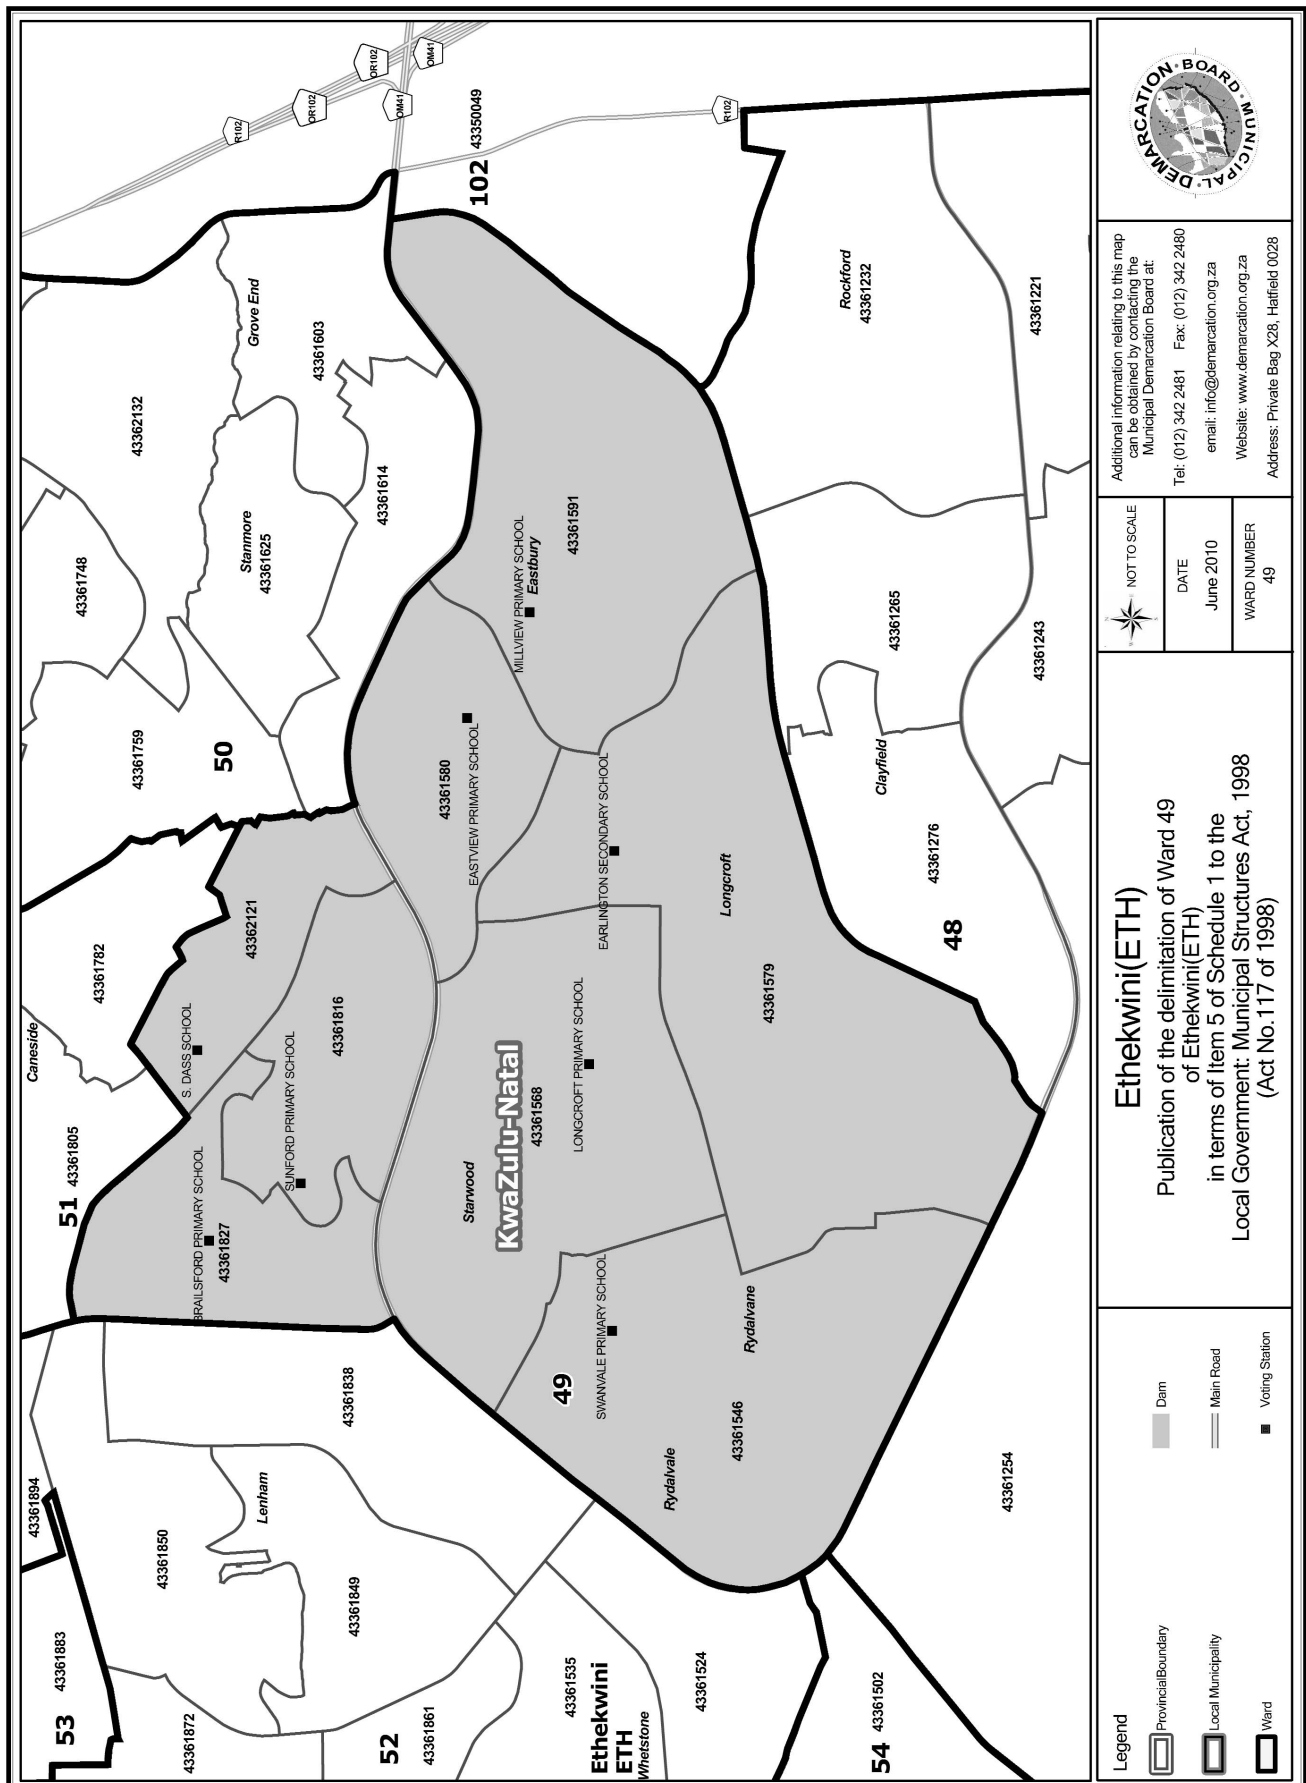 R102
OR102
OR102
OM41
OM41
R102
102
43350049
43362132
Grove End
43361603
43361748
Stanmore
43361625
43361614
43361759
50
MILLVIEW PRIMARY SCHOOL
Eastbury
43361591
Rockford
43361232
43361221
43361265
43361243
Clayfield
43361276
48
43361580
EASTVIEW PRIMARY SCHOOL
EARLINGTON SECONDARY SCHOOL
Longcroft
43361579
Caneside
43361782
43362121
S. DASS SCHOOL
43361816
SUNFORD PRIMARY SCHOOL
51
43361805
BRAILSFORD PRIMARY SCHOOL
43361827
Starwood
KwaZulu-Natal
43361568
LONGCROFT PRIMARY SCHOOL
49
SWANVALE PRIMARY SCHOOL
Rydalvane
43361546
Rydalvale
43361254
43361838
43361894
Lenham
43361850
43361849
53
43361883
43361872
52
43361861
43361535
Ethekwini
ETH
Whetstone
43361524
54
43361502
Legend
ProvincialBoundary
Local Municipality
Ward
Dam
Main Road
Voting Station
Ethekwini(ETH)
Publication of the delimitation of Ward 49
of Ethekwini(ETH)
in terms of Item 5 of Schedule 1 to the
Local Government: Municipal Structures Act, 1998
(Act No.117 of 1998)
NOT TO SCALE
DATE
June 2010
WARD NUMBER
49
Additional information relating to this map
can be obtained by contacting the
Municipal Demarcation Board at:
Tel: (012) 342 2481 Fax: (012) 342 2480
email: info@demarcation.org.za
Website: www.demarcation.org.za
Address: Private Bag X28, Hatfield 0028
MUNICIPAL · DEMARCATION · BOARD ·